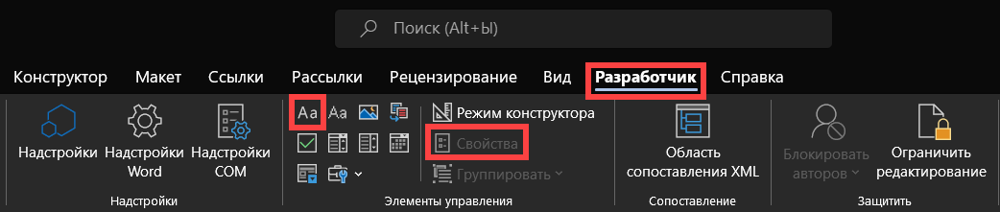 Поиск (Alt+Ы)
Конструктор Макет Ссылки Рассылки Рецензирование Вид Разработчик Справка
Надстройки
Надстройки
Word
Надстройки
COM
Надстройки
Aa Aa
Режим конструктора
Свойства
Группировать
Элементы управления
Область
сопоставления XML
Сопоставление
Блокировать
авторов
Ограничить
редактирование
Защитить